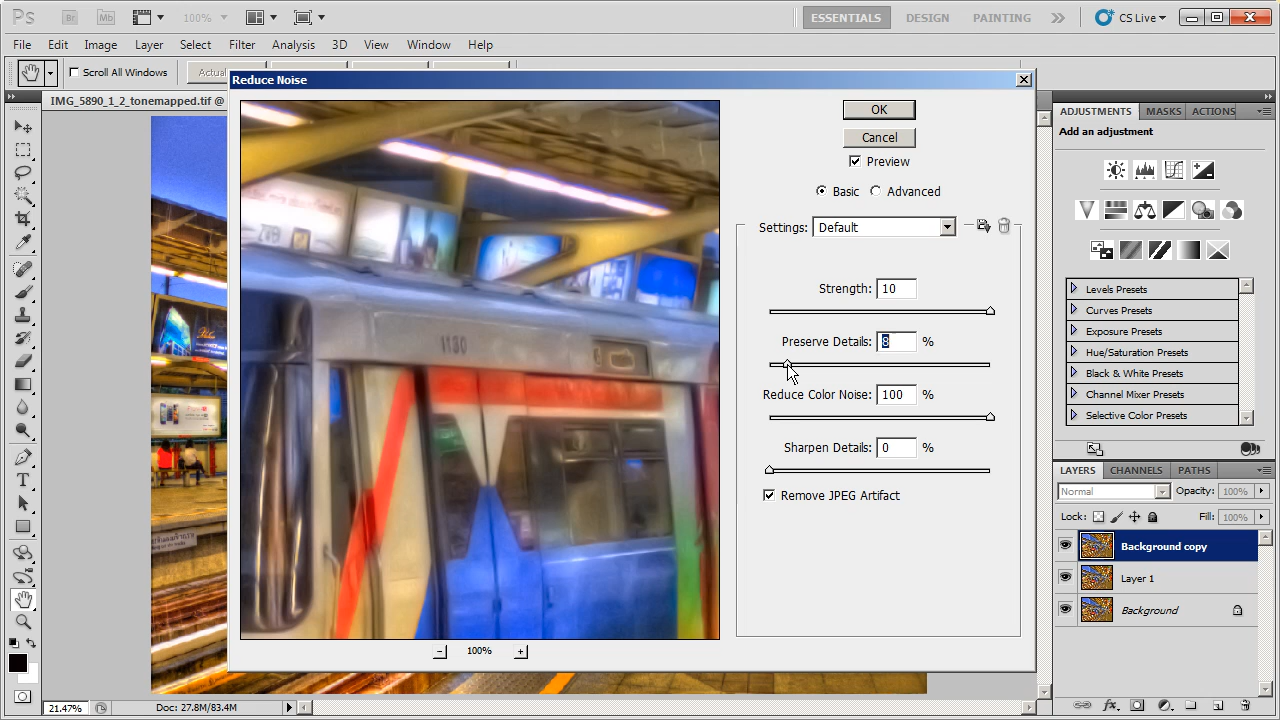 Ps Br Mb 100% ESSENTIALS DESIGN PAINTING CS Live
File Edit Image Layer Select Filter Analysis 3D View Window Help
Scroll All Windows Actual
Reduce Noise
IMG_5890_1_2_tonemapped.tif @
OK
Cancel
Preview
Basic Advanced
Settings: Default
Strength: 10
Preserve Details: 8 %
Reduce Color Noise: 100 %
Sharpen Details: 0 %
Remove JPEG Artifact
1130
100%
ADJUSTMENTS MASKS ACTIONS
Add an adjustment
Levels Presets
Curves Presets
Exposure Presets
Hue/Saturation Presets
Black & White Presets
Channel Mixer Presets
Selective Color Presets
LAYERS CHANNELS PATHS
Normal Opacity: 100%
Lock: Fill: 100%
Background copy
Layer 1
Background
21.47% Doc: 27.8M/83.4M